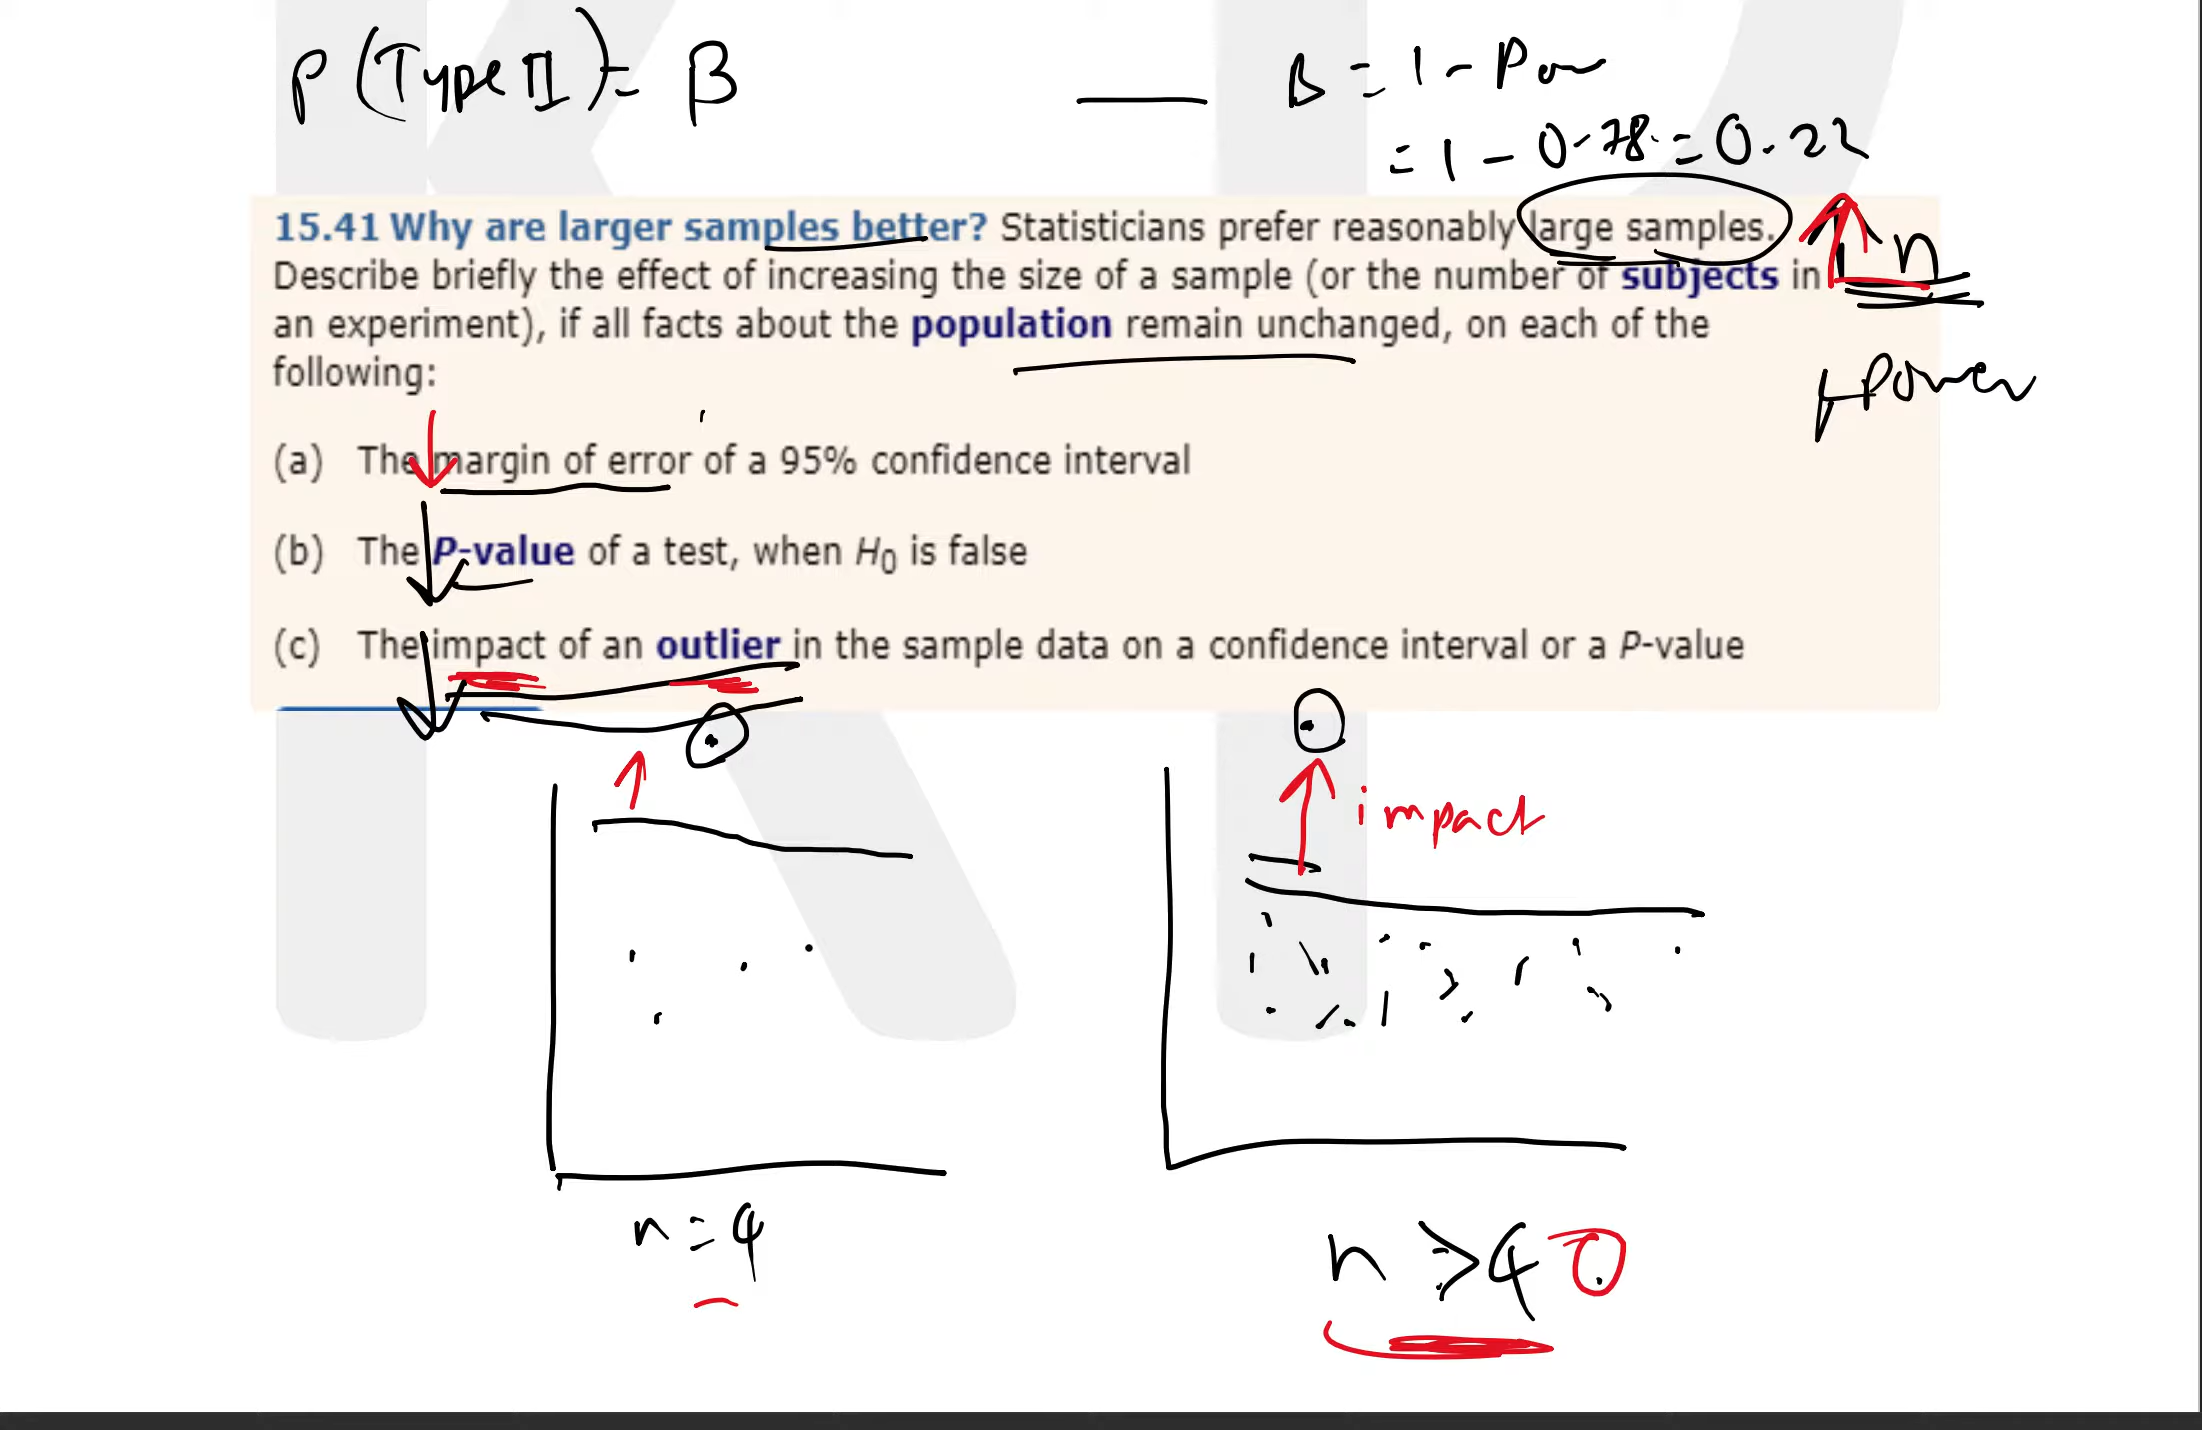 P(Type II) = β
B = 1 - Pow
= 1 - 0.78 = 0.22
15.41 Why are larger samples better? Statisticians prefer reasonably large samples.
Describe briefly the effect of increasing the size of a sample (or the number of subjects in
an experiment), if all facts about the population remain unchanged, on each of the
following:
n
Power
(a) The margin of error of a 95% confidence interval
(b) The P-value of a test, when H0 is false
(c) The impact of an outlier in the sample data on a confidence interval or a P-value
impact
n = 4
n ≥ 40